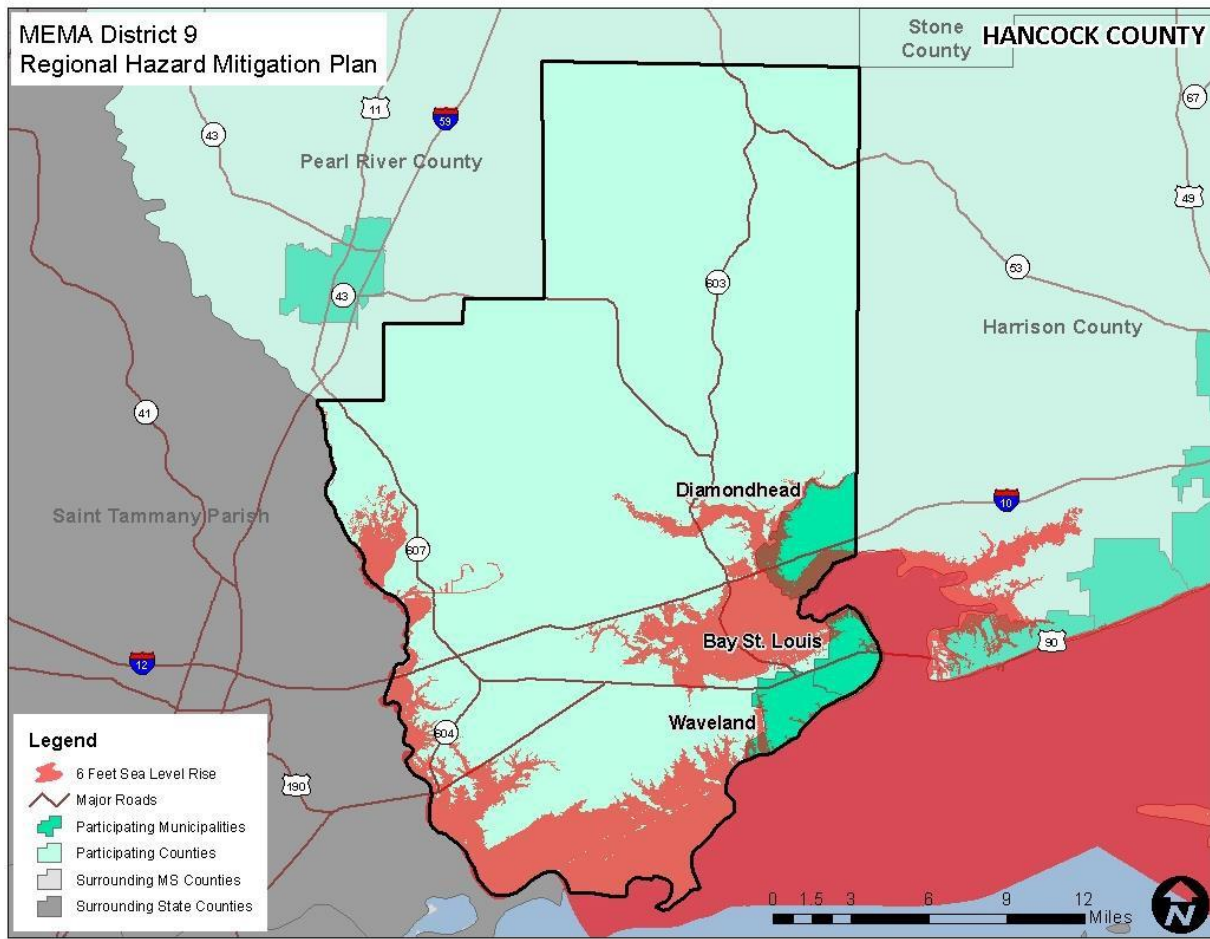 MEMA District 9
Regional Hazard Mitigation Plan
Stone
County
HANCOCK COUNTY
67
11
43
59
Pearl River County
49
603
53
43
Harrison County
41
Diamondhead
10
Saint Tammany Parish
607
Bay St. Louis
90
12
Waveland
604
190
Legend
6 Feet Sea Level Rise
Major Roads
Participating Municipalities
Participating Counties
Surrounding MS Counties
Surrounding State Counties
0 1.5 3 6 9 12
Miles
N